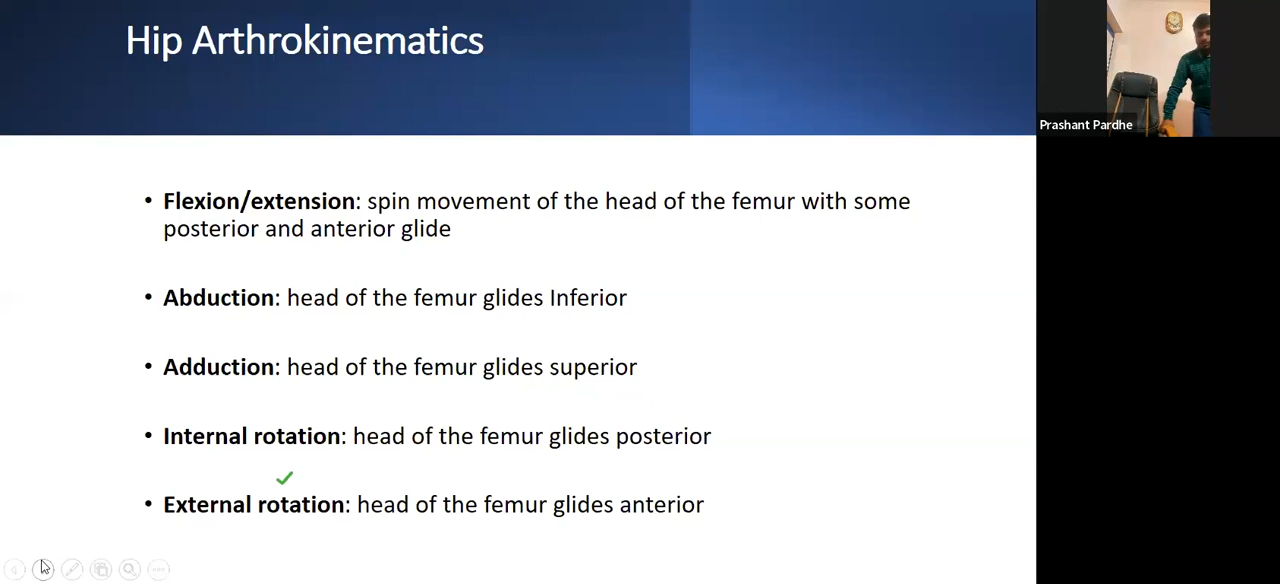 Hip Arthrokinematics
Prashant Pardhe
• Flexion/extension: spin movement of the head of the femur with some
posterior and anterior glide
• Abduction: head of the femur glides Inferior
• Adduction: head of the femur glides superior
• Internal rotation: head of the femur glides posterior
• External rotation: head of the femur glides anterior